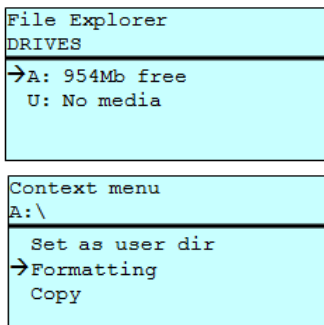 File Explorer
DRIVES
→A: 954Mb free
U: No media
Context menu
A:\
Set as user dir
→Formatting
Copy